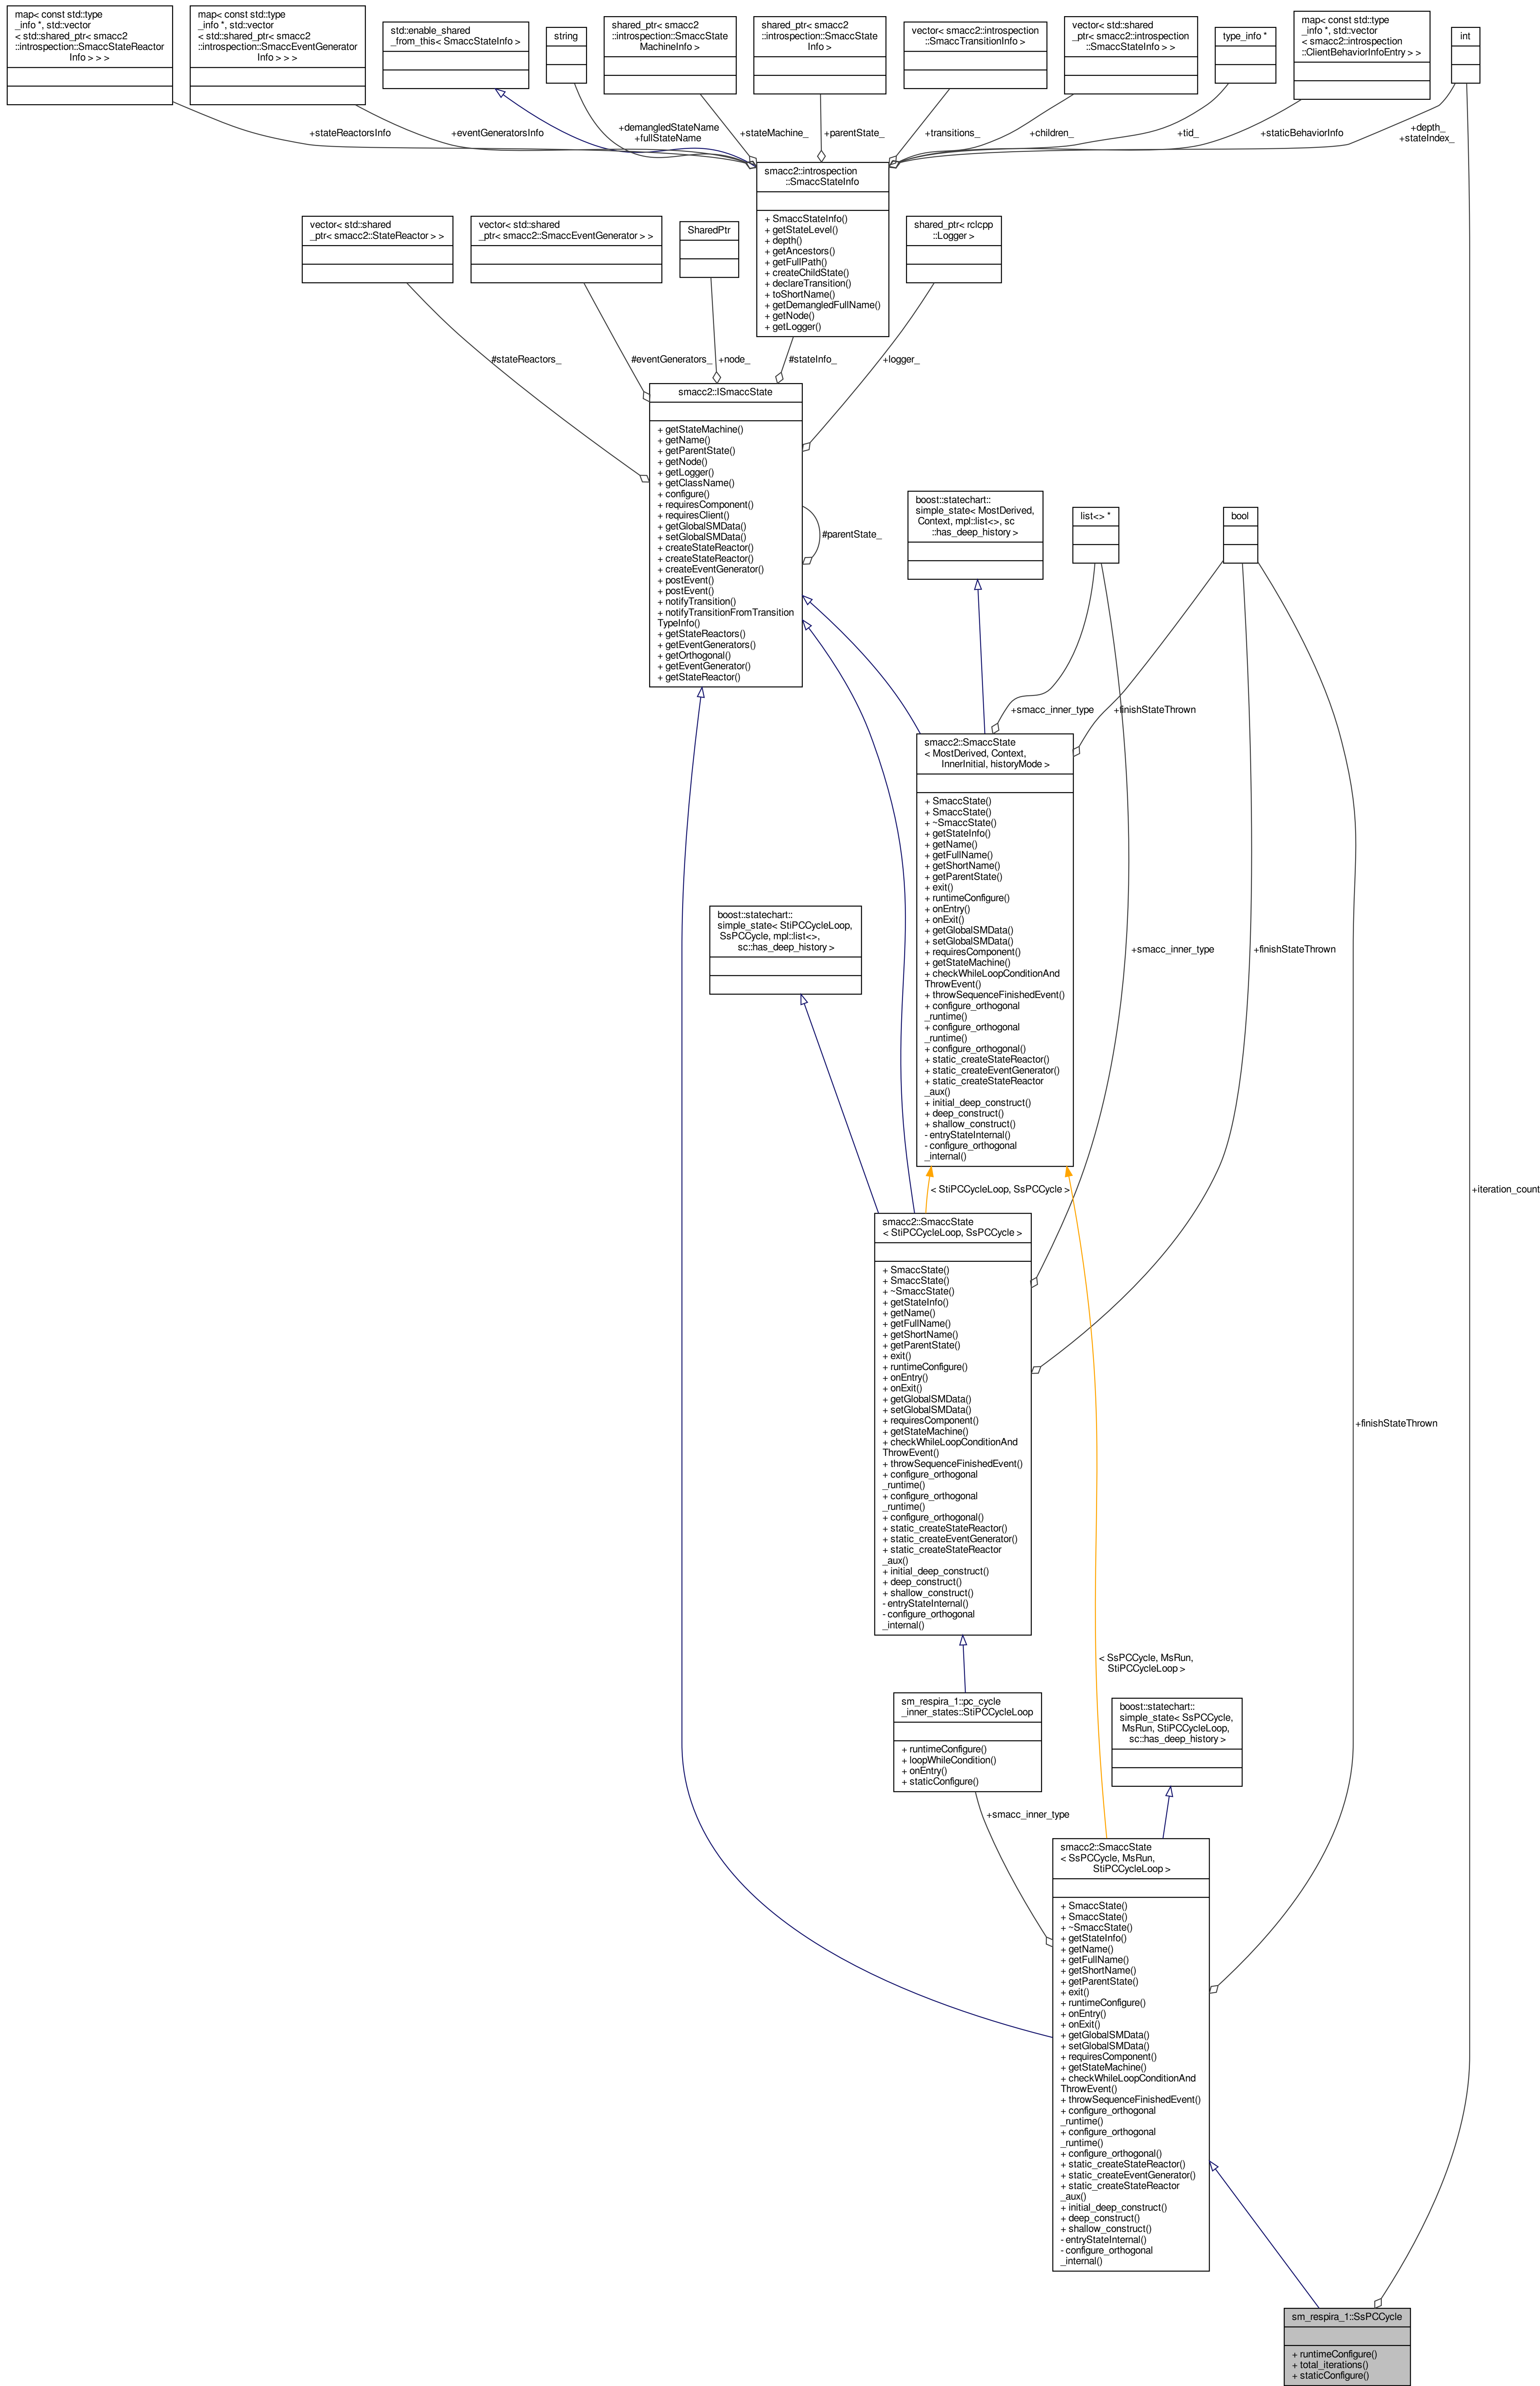 map< const std::type
_info *, std::vector
< std::shared_ptr< smacc2
::introspection::SmaccStateReactor
Info > > >
map< const std::type
_info *, std::vector
< std::shared_ptr< smacc2
::introspection::SmaccEventGenerator
Info > > >
std::enable_shared
_from_this< SmaccStateInfo >
string
shared_ptr< smacc2
::introspection::SmaccState
MachineInfo >
shared_ptr< smacc2
::introspection::SmaccState
Info >
vector< smacc2::introspection
::SmaccTransitionInfo >
vector< std::shared
_ptr< smacc2::introspection
::SmaccStateInfo > >
type_info *
map< const std::type
_info *, std::vector
< smacc2::introspection
::ClientBehaviorInfoEntry > >
int
+stateReactorsInfo
+eventGeneratorsInfo
+demangledStateName
+fullStateName
+stateMachine_
+parentState_
+transitions_
+children_
+tid_
+staticBehaviorInfo
+depth_
+stateIndex_
smacc2::introspection
::SmaccStateInfo
+ SmaccStateInfo()
+ getStateLevel()
+ depth()
+ getAncestors()
+ getFullPath()
+ createChildState()
+ declareTransition()
+ toShortName()
+ getDemangledFullName()
+ getNode()
+ getLogger()
vector< std::shared
_ptr< smacc2::StateReactor > >
vector< std::shared
_ptr< smacc2::SmaccEventGenerator > >
SharedPtr
shared_ptr< rclcpp
::Logger >
#stateReactors_
#eventGenerators_
+node_
#stateInfo_
+logger_
smacc2::ISmaccState
+ getStateMachine()
+ getName()
+ getParentState()
+ getNode()
+ getLogger()
+ getClassName()
+ configure()
+ requiresComponent()
+ requiresClient()
+ getGlobalSMData()
+ setGlobalSMData()
+ createStateReactor()
+ createStateReactor()
+ createEventGenerator()
+ postEvent()
+ postEvent()
+ notifyTransition()
+ notifyTransitionFromTransition
TypeInfo()
+ getStateReactors()
+ getEventGenerators()
+ getOrthogonal()
+ getEventGenerator()
+ getStateReactor()
#parentState_
boost::statechart::
simple_state< MostDerived,
Context, mpl::list<>, sc
::has_deep_history >
list<> *
bool
+smacc_inner_type
+finishStateThrown
smacc2::SmaccState
< MostDerived, Context,
InnerInitial, historyMode >
+ SmaccState()
+ SmaccState()
+ ~SmaccState()
+ getStateInfo()
+ getName()
+ getFullName()
+ getShortName()
+ getParentState()
+ exit()
+ runtimeConfigure()
+ onEntry()
+ onExit()
+ getGlobalSMData()
+ setGlobalSMData()
+ requiresComponent()
+ getStateMachine()
+ checkWhileLoopConditionAnd
ThrowEvent()
+ throwSequenceFinishedEvent()
+ configure_orthogonal
_runtime()
+ configure_orthogonal
_runtime()
+ configure_orthogonal()
+ static_createStateReactor()
+ static_createEventGenerator()
+ static_createStateReactor
_aux()
+ initial_deep_construct()
+ deep_construct()
+ shallow_construct()
- entryStateInternal()
- configure_orthogonal
_internal()
boost::statechart::
simple_state< StiPCCycleLoop,
SsPCCycle, mpl::list<>,
sc::has_deep_history >
+smacc_inner_type
+finishStateThrown
< StiPCCycleLoop, SsPCCycle >
+iteration_count
smacc2::SmaccState
< StiPCCycleLoop, SsPCCycle >
+ SmaccState()
+ SmaccState()
+ ~SmaccState()
+ getStateInfo()
+ getName()
+ getFullName()
+ getShortName()
+ getParentState()
+ exit()
+ runtimeConfigure()
+ onEntry()
+ onExit()
+ getGlobalSMData()
+ setGlobalSMData()
+ requiresComponent()
+ getStateMachine()
+ checkWhileLoopConditionAnd
ThrowEvent()
+ throwSequenceFinishedEvent()
+ configure_orthogonal
_runtime()
+ configure_orthogonal
_runtime()
+ configure_orthogonal()
+ static_createStateReactor()
+ static_createEventGenerator()
+ static_createStateReactor
_aux()
+ initial_deep_construct()
+ deep_construct()
+ shallow_construct()
- entryStateInternal()
- configure_orthogonal
_internal()
+finishStateThrown
< SsPCCycle, MsRun,
StiPCCycleLoop >
sm_respira_1::pc_cycle
_inner_states::StiPCCycleLoop
+ runtimeConfigure()
+ loopWhileCondition()
+ onEntry()
+ staticConfigure()
boost::statechart::
simple_state< SsPCCycle,
MsRun, StiPCCycleLoop,
sc::has_deep_history >
+smacc_inner_type
smacc2::SmaccState
< SsPCCycle, MsRun,
StiPCCycleLoop >
+ SmaccState()
+ SmaccState()
+ ~SmaccState()
+ getStateInfo()
+ getName()
+ getFullName()
+ getShortName()
+ getParentState()
+ exit()
+ runtimeConfigure()
+ onEntry()
+ onExit()
+ getGlobalSMData()
+ setGlobalSMData()
+ requiresComponent()
+ getStateMachine()
+ checkWhileLoopConditionAnd
ThrowEvent()
+ throwSequenceFinishedEvent()
+ configure_orthogonal
_runtime()
+ configure_orthogonal
_runtime()
+ configure_orthogonal()
+ static_createStateReactor()
+ static_createEventGenerator()
+ static_createStateReactor
_aux()
+ initial_deep_construct()
+ deep_construct()
+ shallow_construct()
- entryStateInternal()
- configure_orthogonal
_internal()
sm_respira_1::SsPCCycle
+ runtimeConfigure()
+ total_iterations()
+ staticConfigure()